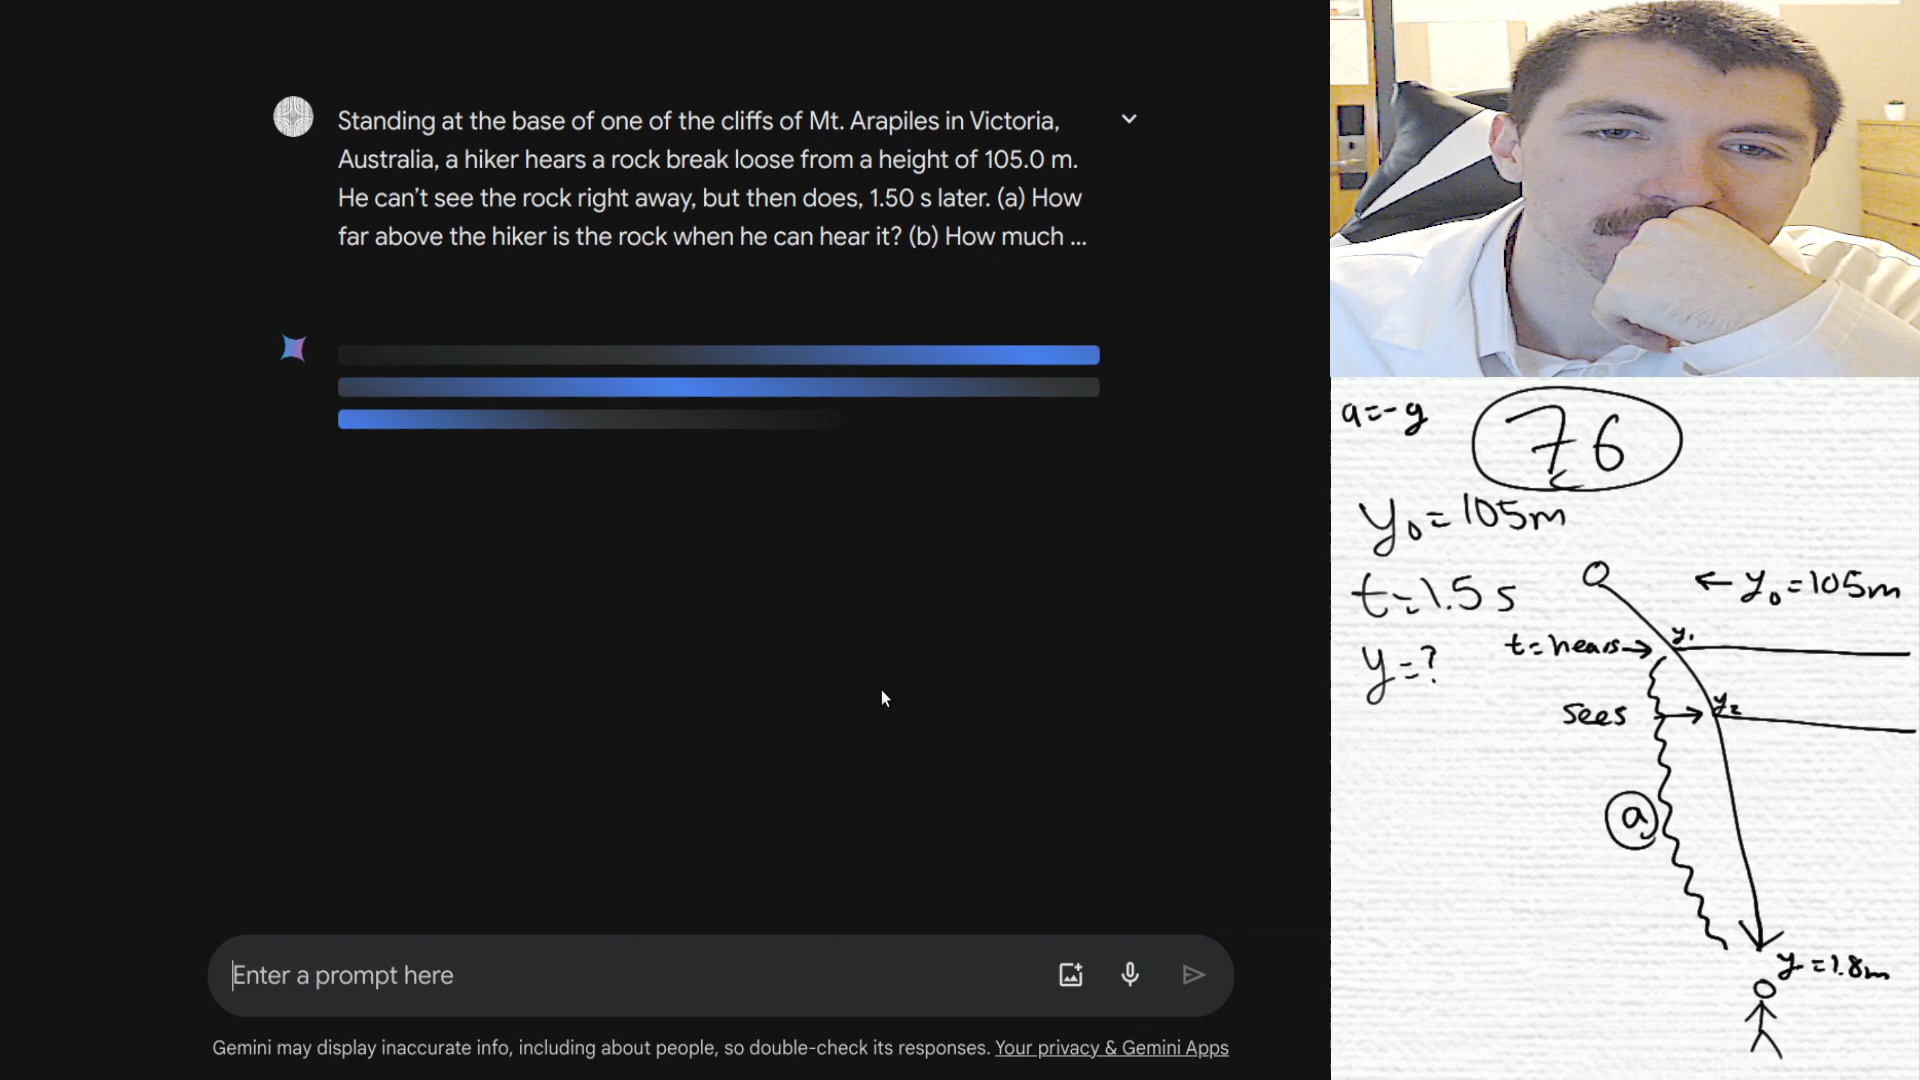 Standing at the base of one of the cliffs of Mt. Arapiles in Victoria,
Australia, a hiker hears a rock break loose from a height of 105.0 m.
He can’t see the rock right away, but then does, 1.50 s later. (a) How
far above the hiker is the rock when he can hear it? (b) How much ...
Enter a prompt here
Gemini may display inaccurate info, including about people, so double-check its responses. Your privacy & Gemini Apps
a=-g
76
y₀=105m
← y₀=105m
t=1.5 s
t=hears→ y₁
y=?
sees → y₂
a
y=1.8m